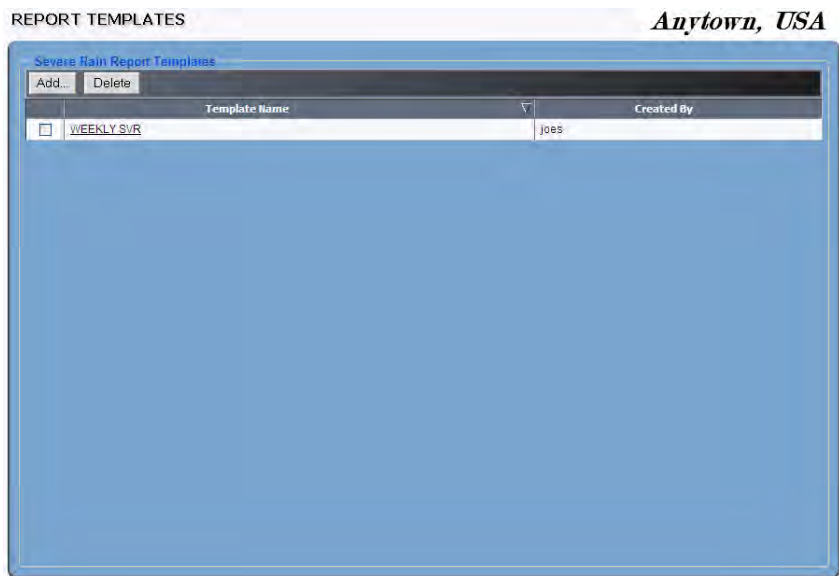 REPORT TEMPLATES
Anytown, USA
Severe Rain Report Templates
Add... Delete
Template Name Created By
WEEKLY SVR joes